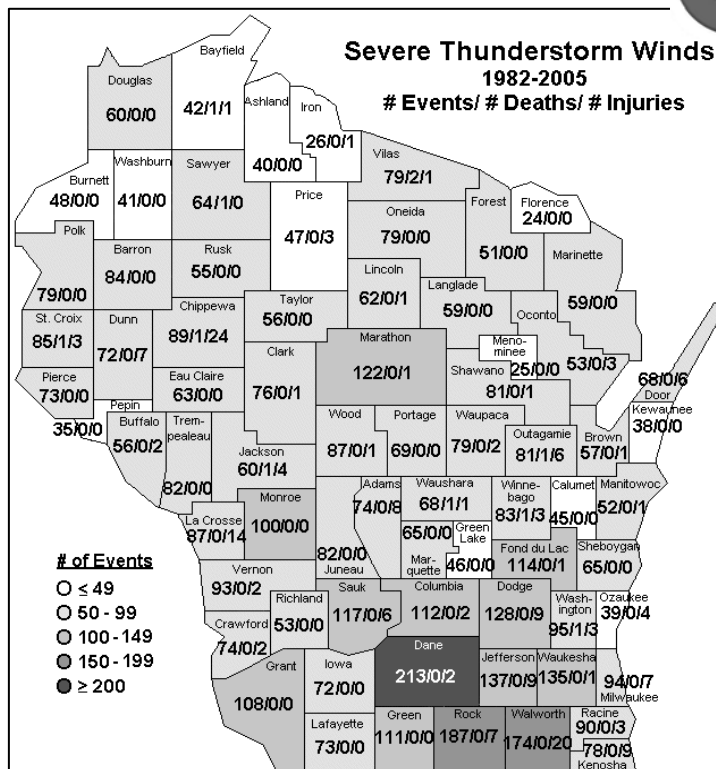 Severe Thunderstorm Winds
1982-2005
# Events/ # Deaths/ # Injuries
Bayfield
42/1/1
Douglas
60/0/0
Ashland
40/0/0
Iron
26/0/1
Vilas
79/2/1
Washburn
41/0/0
Sawyer
64/1/0
Burnett
48/0/0
Price
47/0/3
Oneida
79/0/0
Forest
51/0/0
Florence
24/0/0
Polk
79/0/0
Barron
84/0/0
Rusk
55/0/0
Marinette
59/0/0
Lincoln
62/0/1
Langlade
59/0/0
Oconto
53/0/3
St. Croix
85/1/3
Dunn
72/0/7
Chippewa
89/1/24
Taylor
56/0/0
Marathon
122/0/1
Meno-
minee
25/0/0
Clark
76/0/1
Shawano
81/0/1
Pierce
73/0/0
Eau Claire
63/0/0
68/0/6
Door
Pepin
35/0/0
Buffalo
56/0/2
Trem-
pealeau
82/0/0
Wood
87/0/1
Portage
69/0/0
Waupaca
79/0/2
Outagamie
81/1/6
Brown
57/0/1
Kewaunee
38/0/0
Jackson
60/1/4
Adams
74/0/8
Waushara
68/1/1
Winne-
bago
83/1/3
Calumet
45/0/0
Manitowoc
52/0/1
Monroe
100/0/0
La Crosse
87/0/14
82/0/0
Juneau
65/0/0
Mar-
quette
Green
Lake
46/0/0
Fond du Lac
114/0/1
Sheboygan
65/0/0
Vernon
93/0/2
Richland
53/0/0
Sauk
117/0/6
Columbia
112/0/2
Dodge
128/0/9
Wash-
ington
95/1/3
Ozaukee
39/0/4
Crawford
74/0/2
Grant
108/0/0
Iowa
72/0/0
Dane
213/0/2
Jefferson
137/0/9
Waukesha
135/0/1
94/0/7
Milwaukee
Lafayette
73/0/0
Green
111/0/0
Rock
187/0/7
Walworth
174/0/20
Racine
90/0/3
78/0/9
Kenosha
# of Events
≤ 49
50 - 99
100 - 149
150 - 199
≥ 200